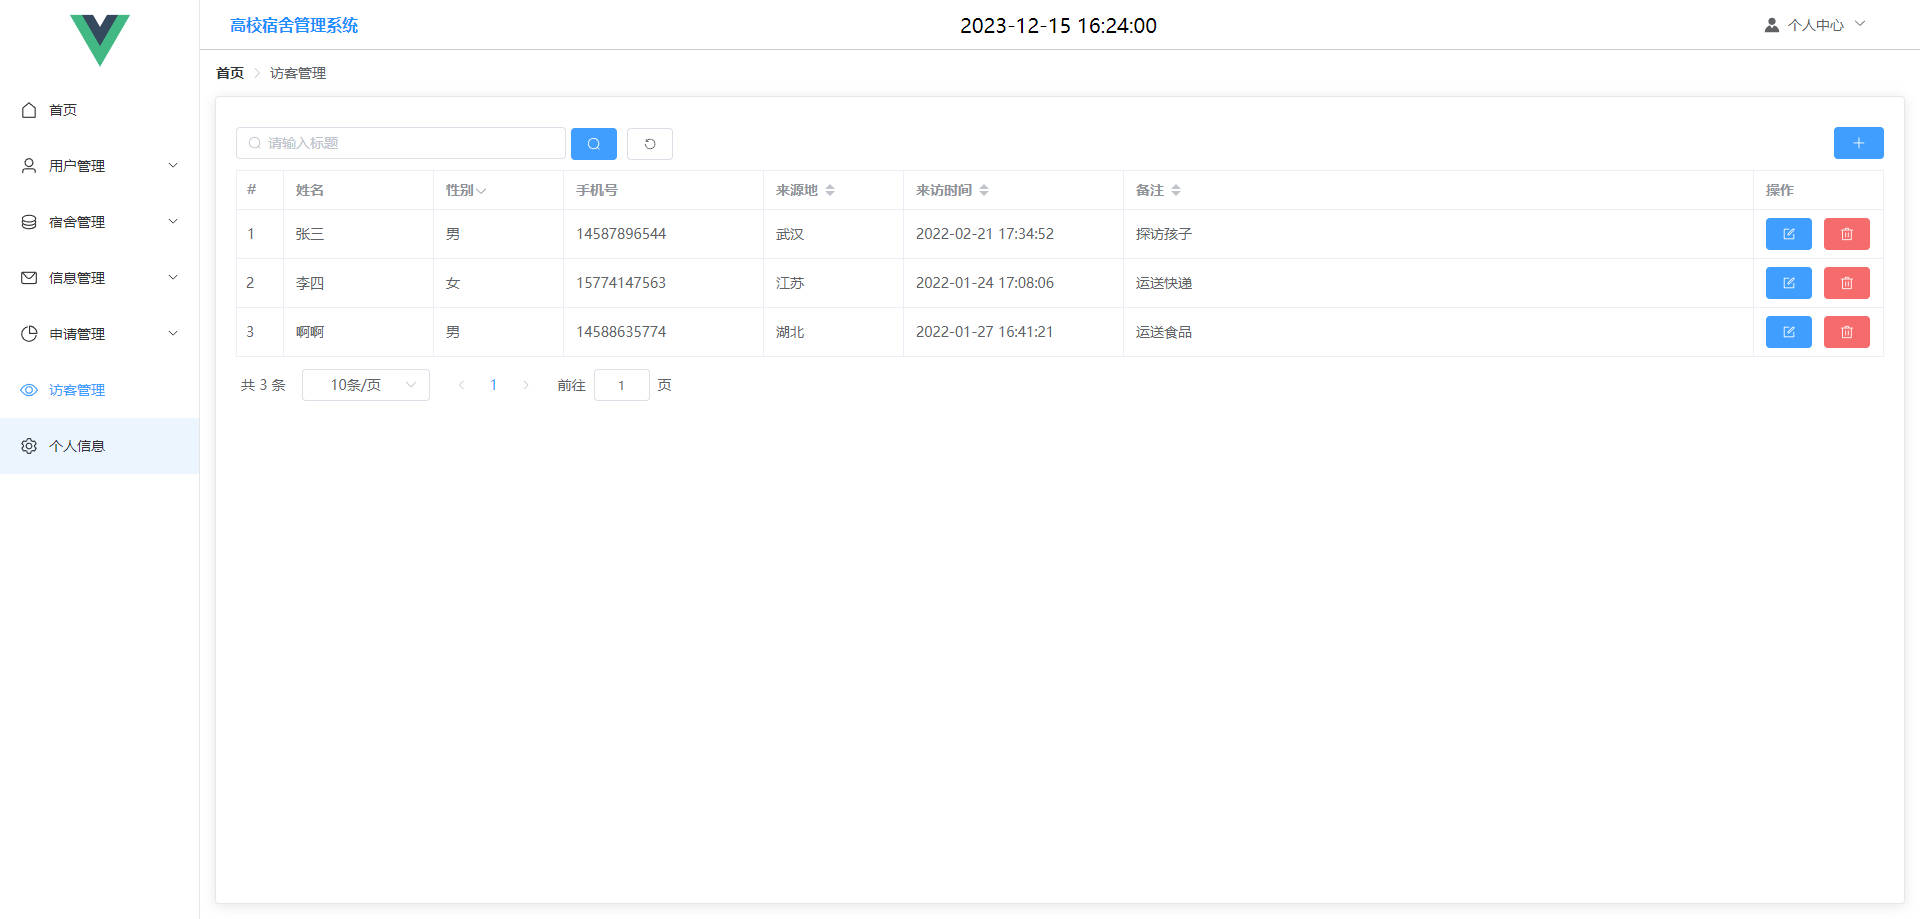 高校宿舍管理系统 2023-12-15 16:24:00 个人中心
首页
用户管理
宿舍管理
信息管理
申请管理
访客管理
个人信息
首页 访客管理
请输入标题
# 姓名 性别 手机号 来源地 来访时间 备注 操作
1 张三 男 14587896544 武汉 2022-02-21 17:34:52 探访孩子
2 李四 女 15774147563 江苏 2022-01-24 17:08:06 运送快递
3 啊啊 男 14588635774 湖北 2022-01-27 16:41:21 运送食品
共 3 条 10条/页 1 前往 1 页